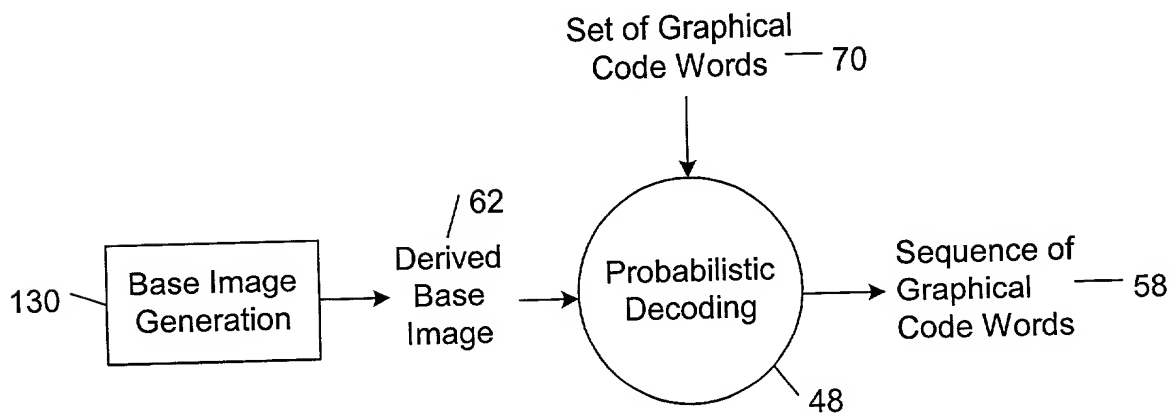 Set of Graphical
Code Words 70
62
Derived
Base
Image
130
Base Image
Generation
Probabilistic
Decoding
Sequence of
Graphical
Code Words
58
48